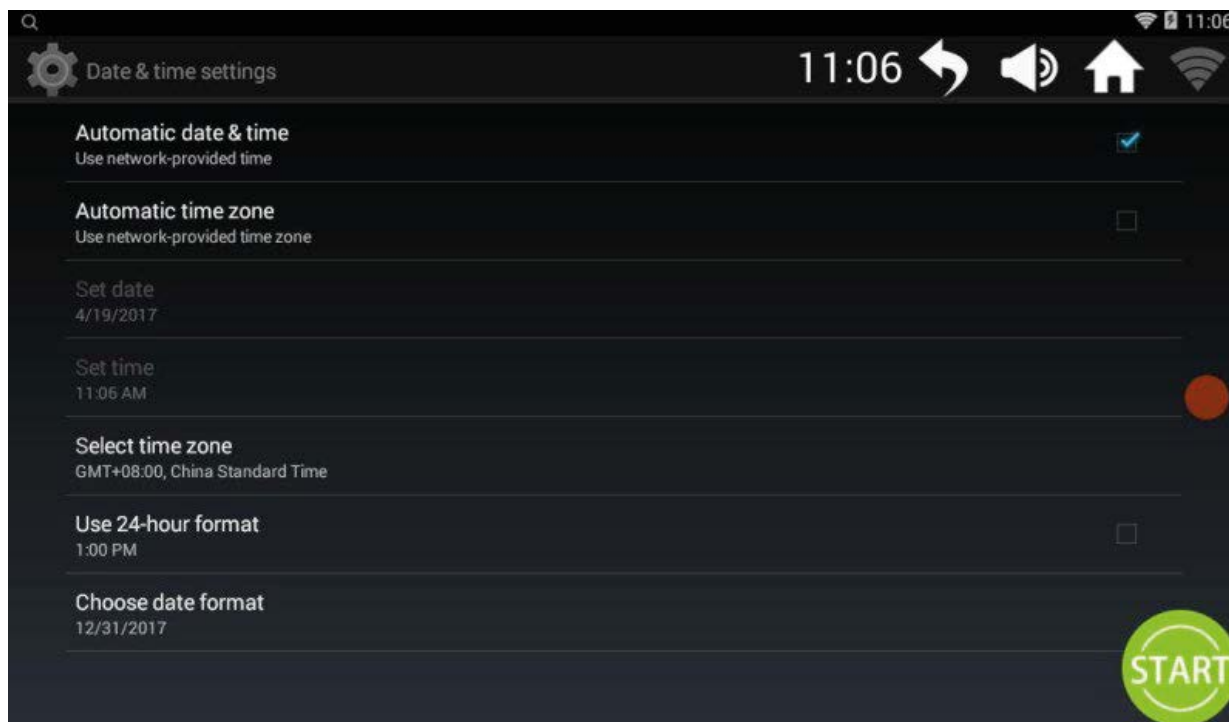 11:06
Date & time settings
11:06
Automatic date & time
Use network-provided time
Automatic time zone
Use network-provided time zone
Set date
4/19/2017
Set time
11:06 AM
Select time zone
GMT+08:00, China Standard Time
Use 24-hour format
1:00 PM
Choose date format
12/31/2017
START